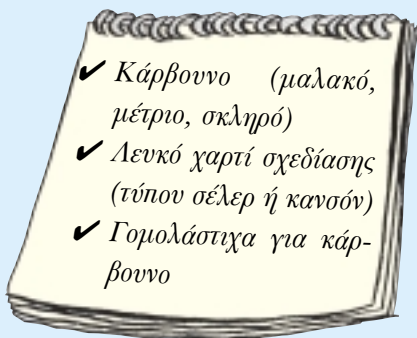 ✔ Κάρβουνο (μαλακό,
μέτριο, σκληρό)
✔ Λευκό χαρτί σχεδίασης
(τύπου σέλερ ή κανσόν)
✔ Γομολάστιχα για κάρ-
βουνο